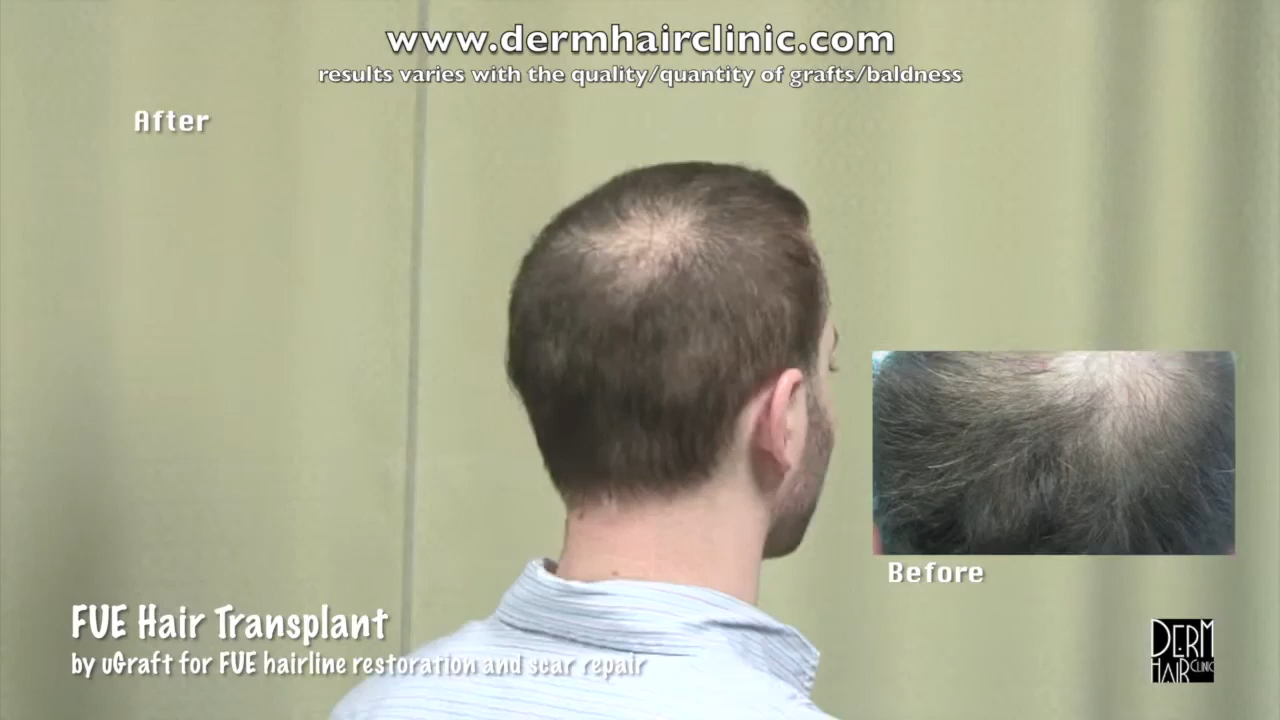 www.dermhairclinic.com
results varies with the quality/quantity of grafts/baldness
After
Before
FUE Hair Transplant
by uGraft for FUE hairline restoration and scar repair
DERM
HAIR CLINIC